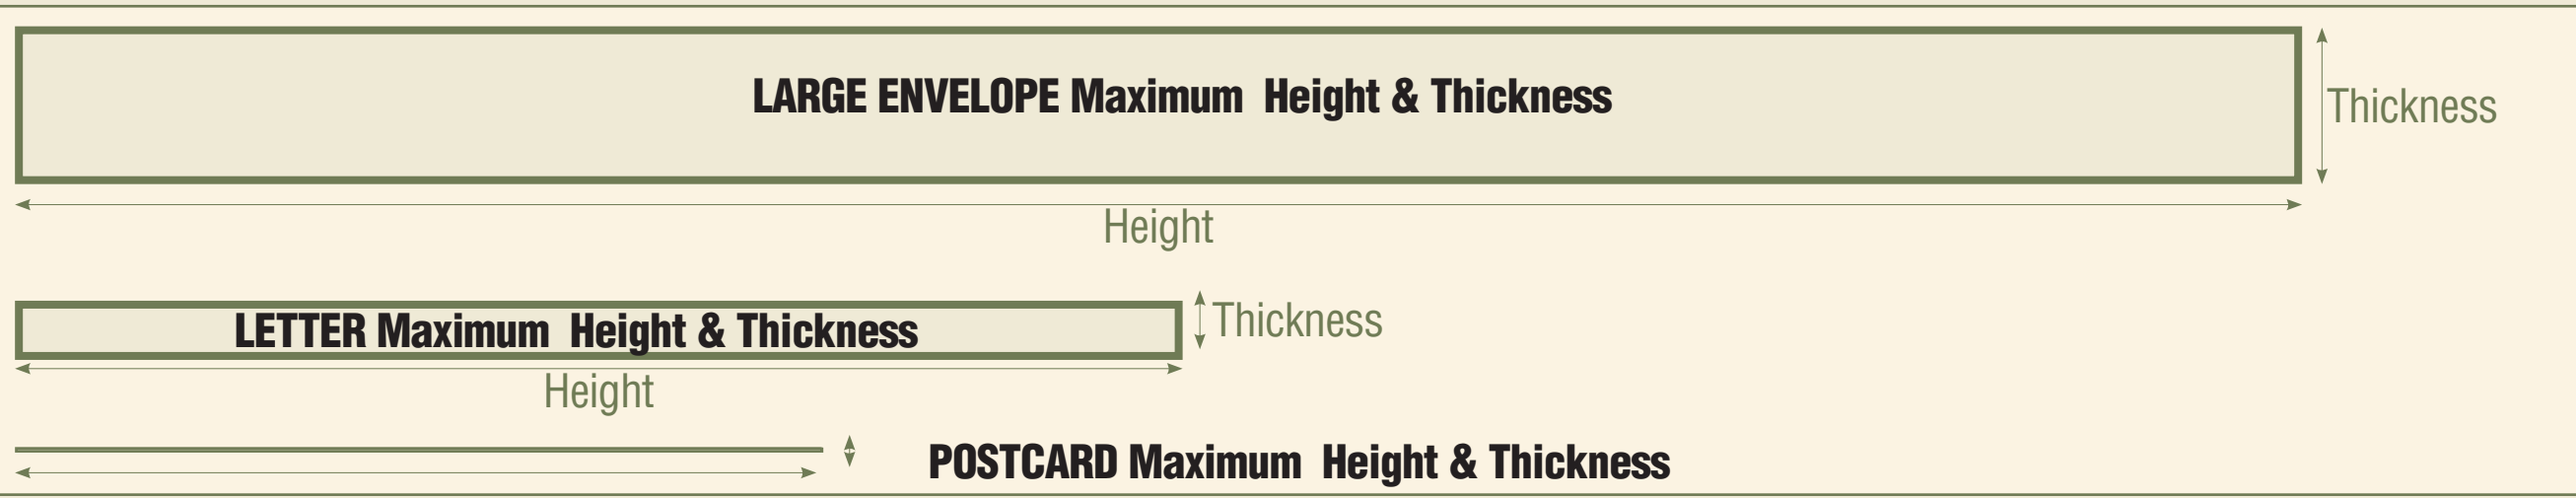 LARGE ENVELOPE Maximum  Height & Thickness
Thickness
Height
LETTER Maximum  Height & Thickness
Thickness
Height
POSTCARD Maximum  Height & Thickness